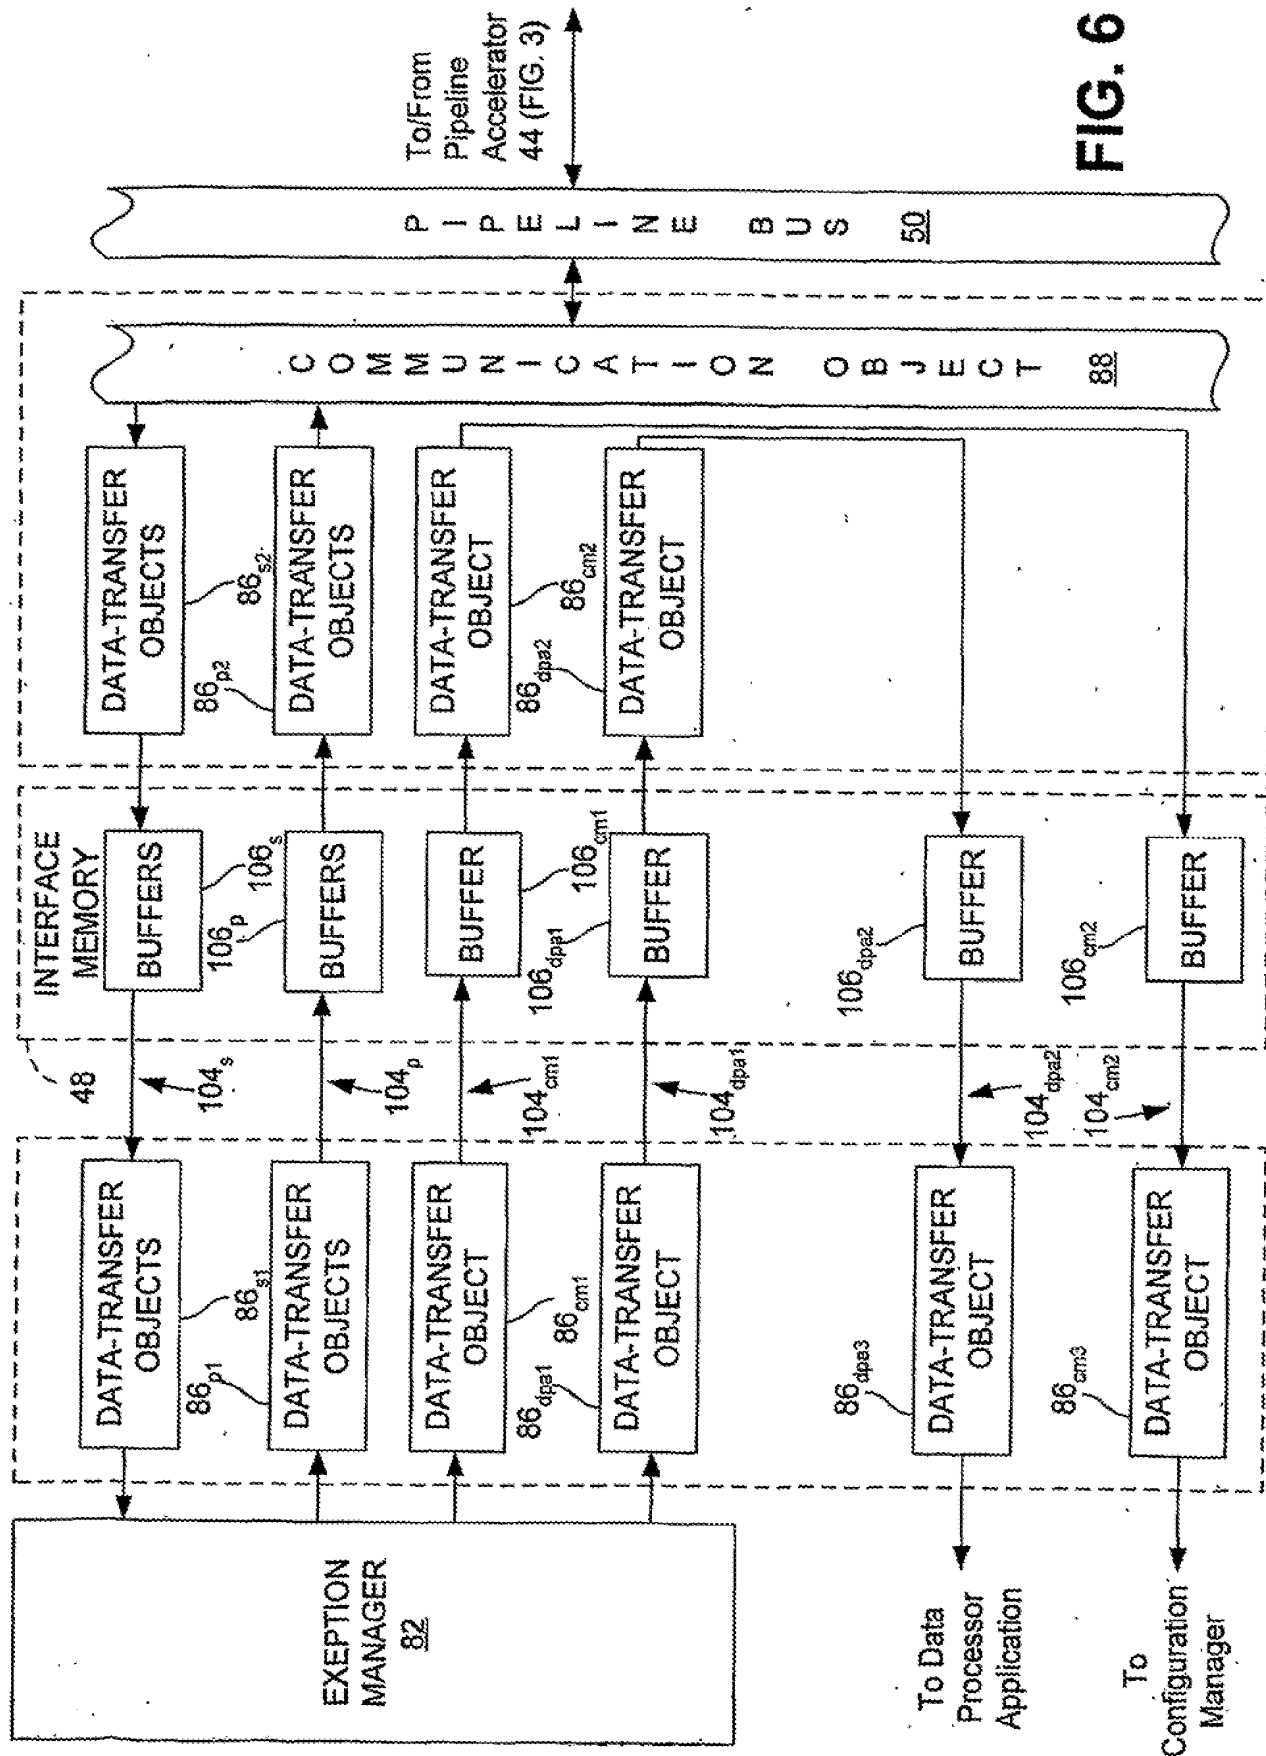 EXEPTION
MANAGER
82
To Data
Processor
Application
To
Configuration
Manager
DATA-TRANSFER
OBJECTS
86s1
86p1
DATA-TRANSFER
OBJECTS
DATA-TRANSFER
OBJECT
86cm1
86dpa1
DATA-TRANSFER
OBJECT
86dpa3
DATA-TRANSFER
OBJECT
86cm3
DATA-TRANSFER
OBJECT
48
104s
104p
104cm1
104dpa1
104dpa2
104cm2
INTERFACE
MEMORY
BUFFERS
106s
106p
BUFFERS
BUFFER
106cm1
106dpa1
BUFFER
106dpa2
BUFFER
106cm2
BUFFER
DATA-TRANSFER
OBJECTS
86s2
86p2
DATA-TRANSFER
OBJECTS
DATA-TRANSFER
OBJECT
86cm2
86dpa2
DATA-TRANSFER
OBJECT
COMMUNICATION OBJECT 88
PIPELINE BUS 50
To/From
Pipeline
Accelerator
44 (FIG. 3)
FIG. 6